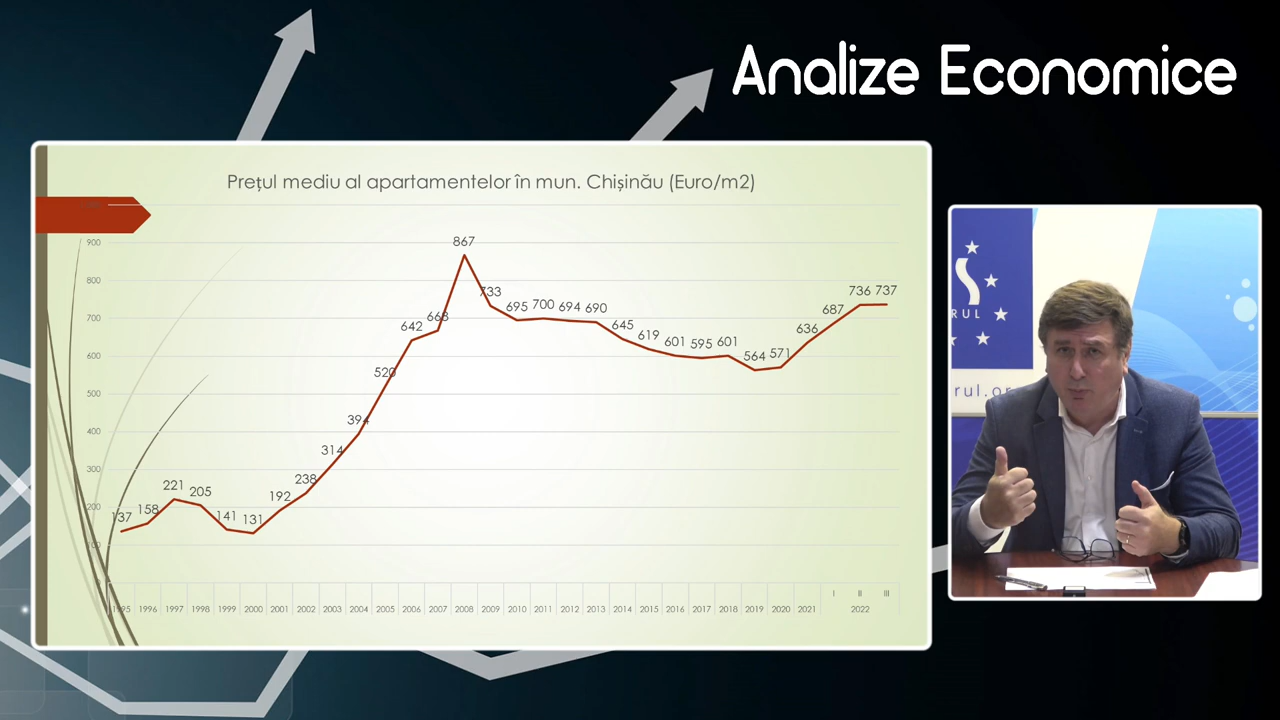 Analize Economice
Prețul mediu al apartamentelor în mun. Chișinău (Euro/m2)
900
800
700
600
500
400
300
200
137 158 221 205 141 131 192 238 314 394 520 642 668 867 733 695 700 694 690 645 619 601 595 601 564 571 636 687 736 737
I II III
1995 1996 1997 1998 1999 2000 2001 2002 2003 2004 2005 2006 2007 2008 2009 2010 2011 2012 2013 2014 2015 2016 2017 2018 2019 2020 2021 2022
S
RUL
rul.or